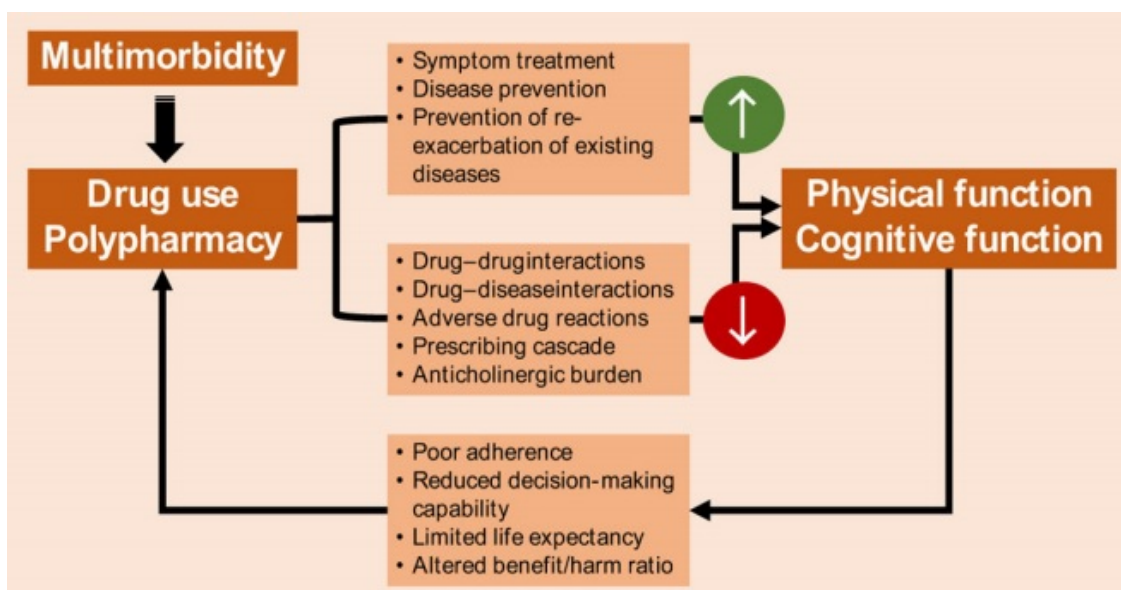 Multimorbidity
Drug use
Polypharmacy
• Symptom treatment
• Disease prevention
• Prevention of re-
exacerbation of existing
diseases
• Drug–druginteractions
• Drug–diseaseinteractions
• Adverse drug reactions
• Prescribing cascade
• Anticholinergic burden
Physical function
Cognitive function
• Poor adherence
• Reduced decision-making
capability
• Limited life expectancy
• Altered benefit/harm ratio